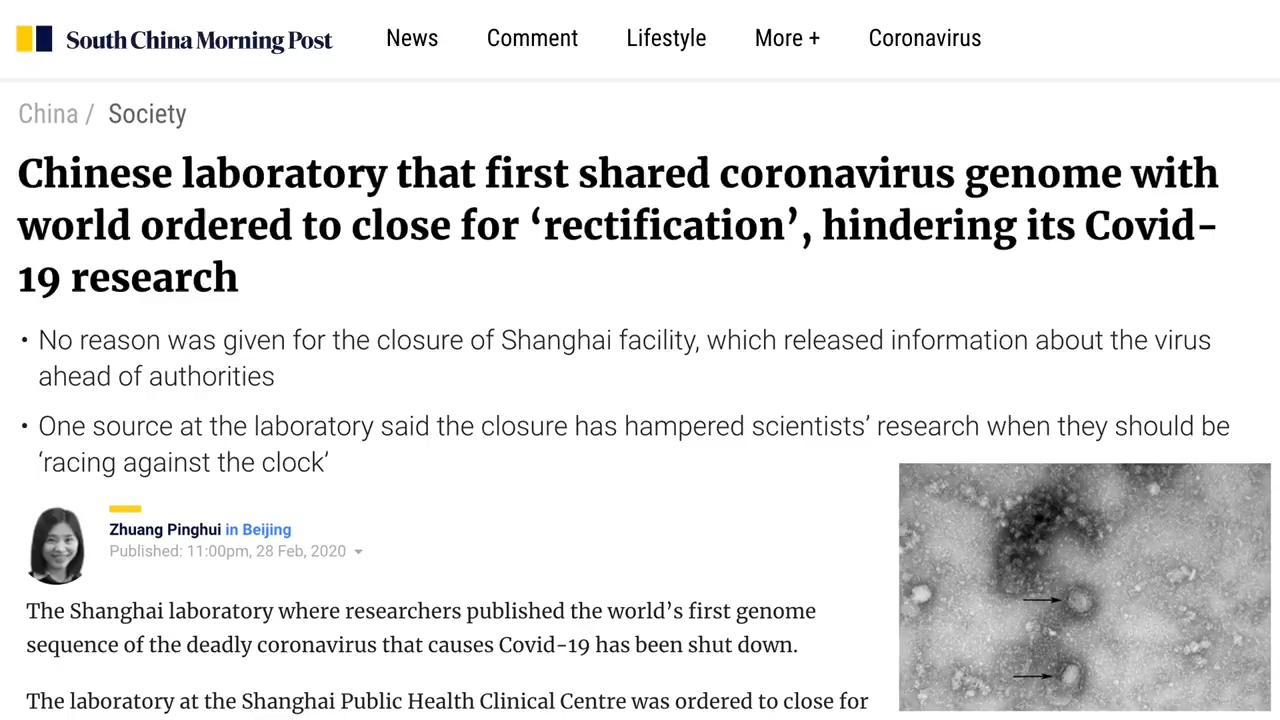 South China Morning Post News Comment Lifestyle More + Coronavirus
China / Society
Chinese laboratory that first shared coronavirus genome with
world ordered to close for ‘rectification’, hindering its Covid-
19 research
• No reason was given for the closure of Shanghai facility, which released information about the virus
ahead of authorities
• One source at the laboratory said the closure has hampered scientists’ research when they should be
‘racing against the clock’
Zhuang Pinghui in Beijing
Published: 11:00pm, 28 Feb, 2020
The Shanghai laboratory where researchers published the world’s first genome
sequence of the deadly coronavirus that causes Covid-19 has been shut down.
The laboratory at the Shanghai Public Health Clinical Centre was ordered to close for